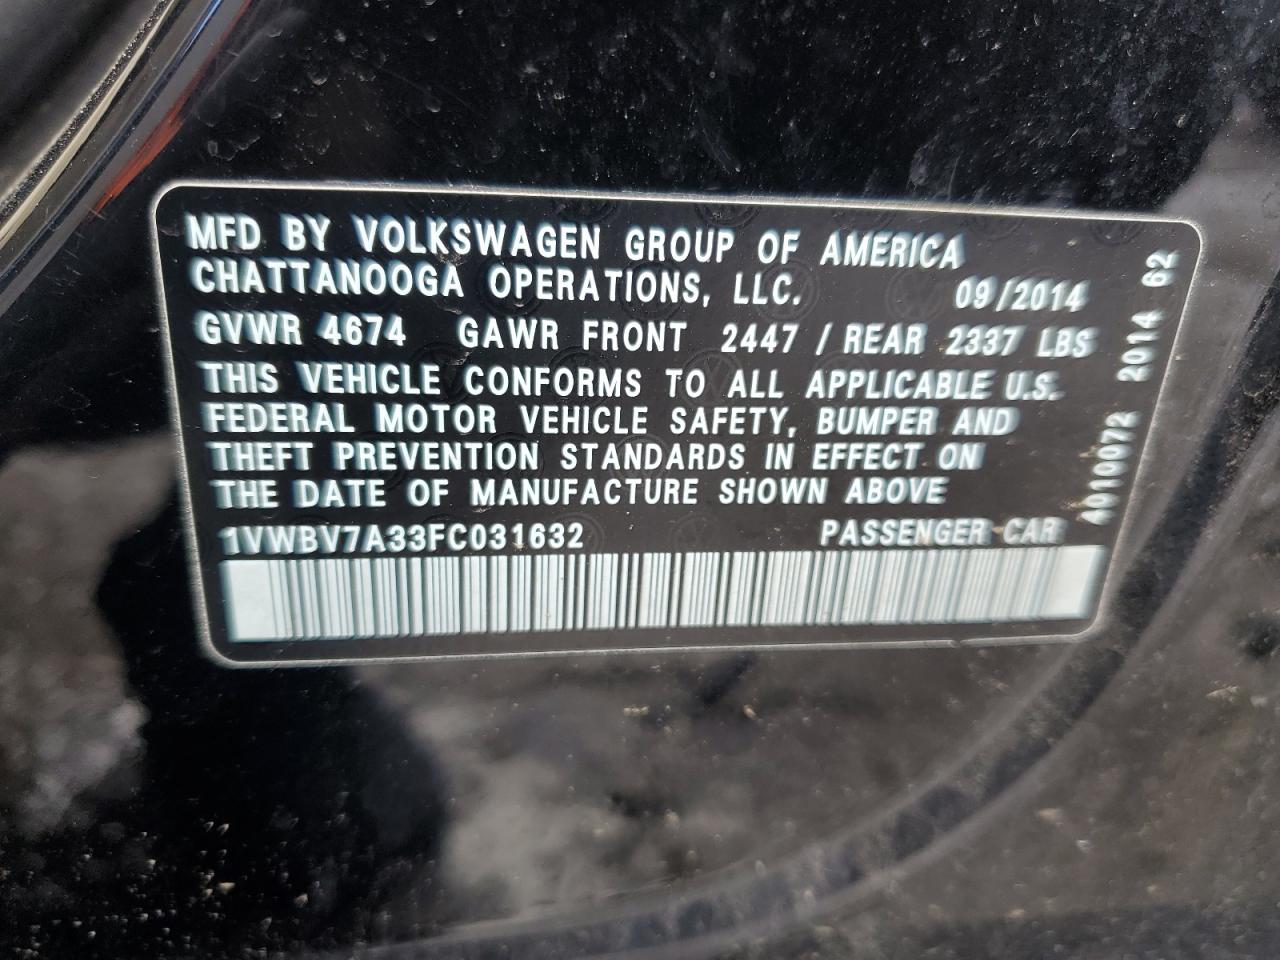 MFD BY VOLKSWAGEN GROUP OF AMERICA
CHATTANOOGA OPERATIONS, LLC. 09/2014
GVWR 4674 GAWR FRONT 2447 / REAR 2337 LBS
THIS VEHICLE CONFORMS TO ALL APPLICABLE U.S.
FEDERAL MOTOR VEHICLE SAFETY, BUMPER AND
THEFT PREVENTION STANDARDS IN EFFECT ON
THE DATE OF MANUFACTURE SHOWN ABOVE
1VWBV7A33FC031632 PASSENGER CAR
4010072 2014 62